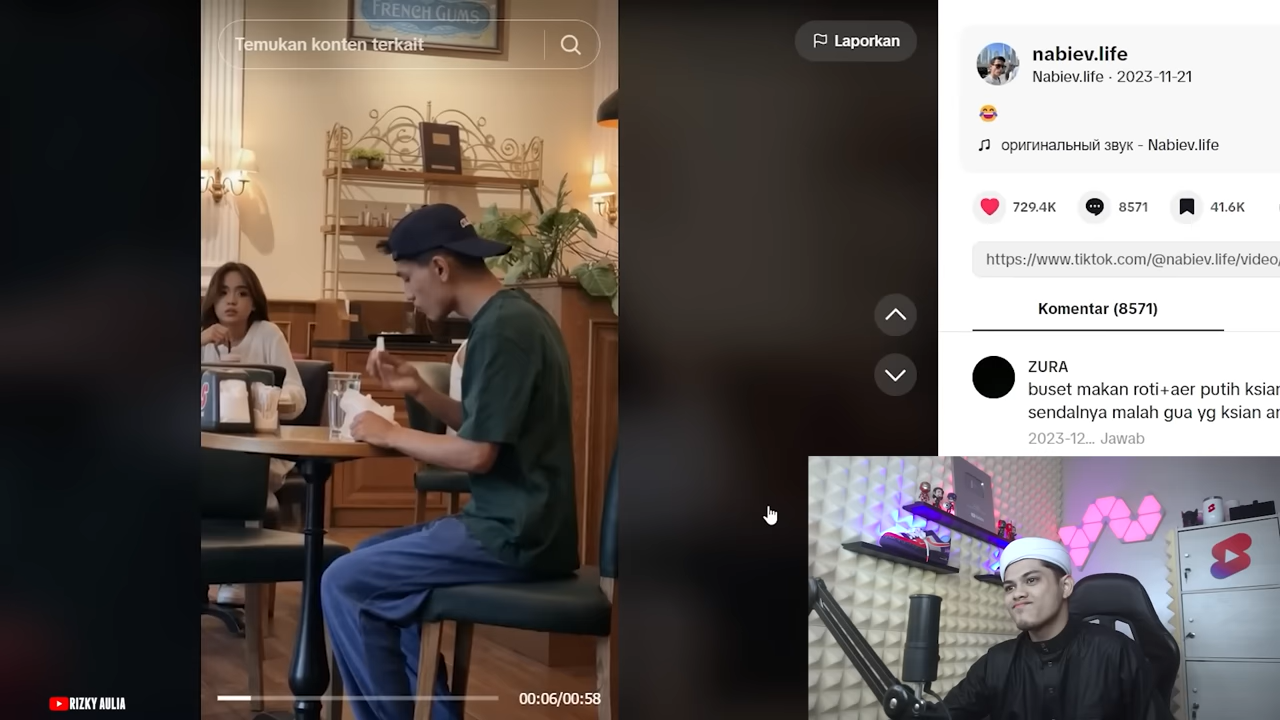 FRENCH GUMS
Temukan konten terkait
Laporkan
nabiev.life
Nabiev.life · 2023-11-21
😂
оригинальный звук - Nabiev.life
729.4K
8571
41.6K
https://www.tiktok.com/@nabiev.life/video/
Komentar (8571)
ZURA
buset makan roti+aer putih ksian
sendalnya malah gua yg ksian
2023-12... Jawab
00:06/00:58
RIZKY AULIA